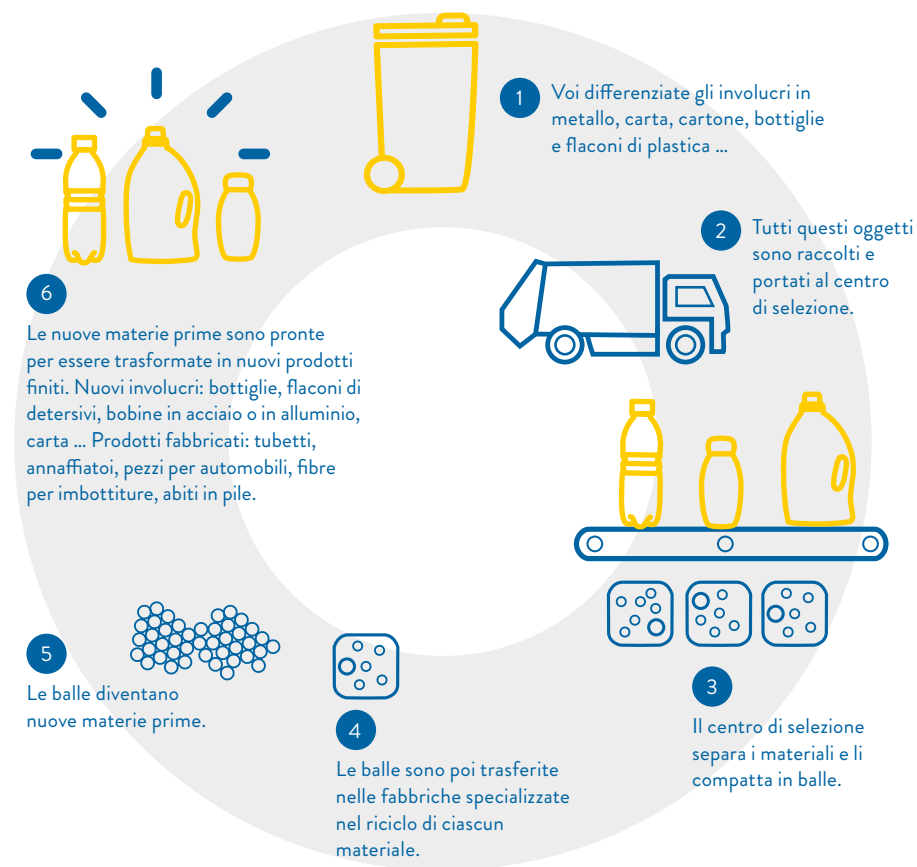 1
Voi differenziate gli involucri in
metallo, carta, cartone, bottiglie
e flaconi di plastica ...
2
Tutti questi oggetti
sono raccolti e
portati al centro
di selezione.
3
Il centro di selezione
separa i materiali e li
compatta in balle.
4
Le balle sono poi trasferite
nelle fabbriche specializzate
nel riciclo di ciascun
materiale.
5
Le balle diventano
nuove materie prime.
6
Le nuove materie prime sono pronte
per essere trasformate in nuovi prodotti
finiti. Nuovi involucri: bottiglie, flaconi di
detersivi, bobine in acciaio o in alluminio,
carta ... Prodotti fabbricati: tubetti,
annaffiatoi, pezzi per automobili, fibre
per imbottiture, abiti in pile.